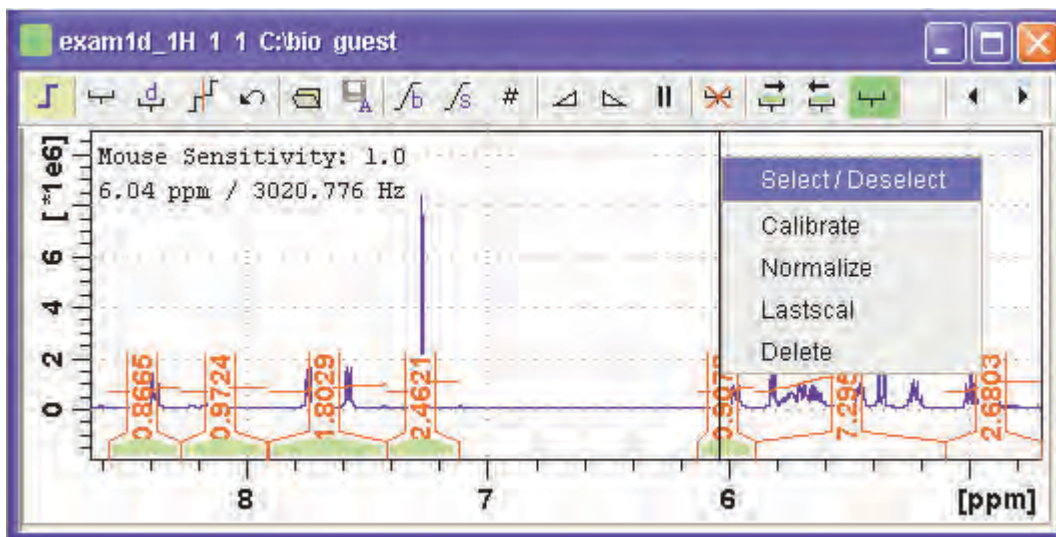 exam1d_1H 1 1 C:\bio guest
d b s # A
Mouse Sensitivity: 1.0
6.04 ppm / 3020.776 Hz
[*1e6]
6
4
2
0
Select / Deselect
Calibrate
Normalize
Lastscal
Delete
0.8665
0.9724
1.8029
2.4621
2.6803
8
7
6
[ppm]